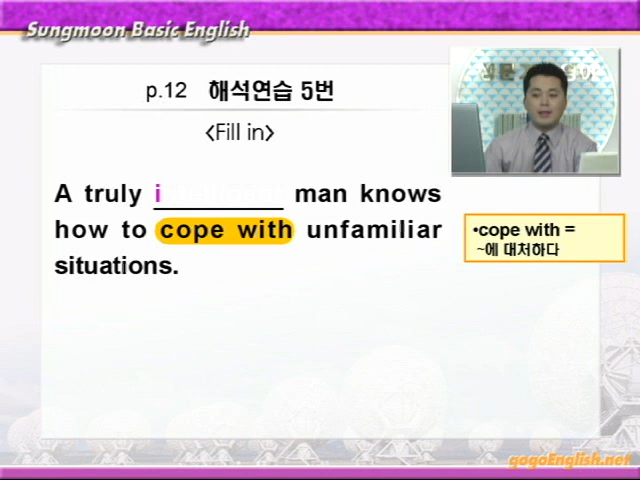 Sungmoon Basic English
p.12 해석연습 5번
<Fill in>
A truly intelligent man knows
how to cope with unfamiliar
situations.
•cope with =
~에 대처하다
gogoEnglish.net